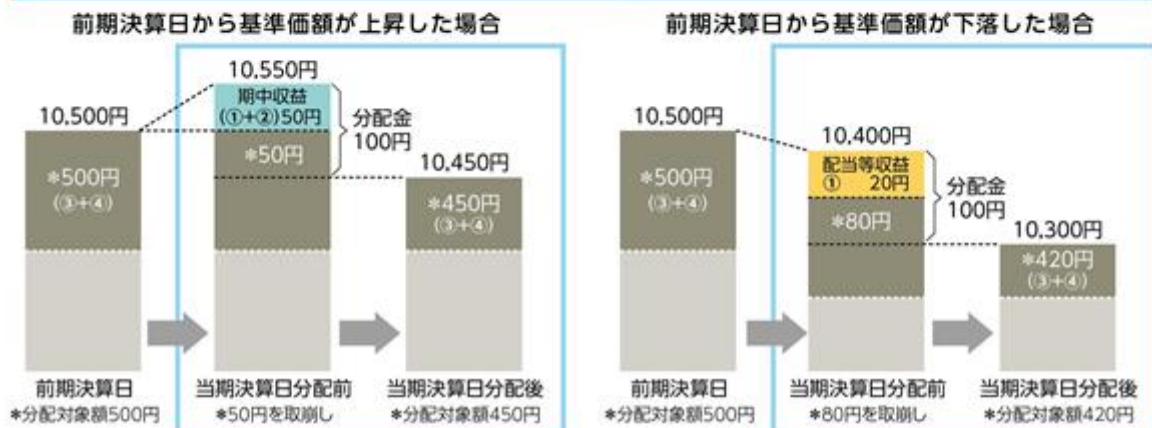 前期決算日から基準価額が上昇した場合
10,500円
*500円
(③+④)
10,550円
期中収益
(①+②)50円
*50円
分配金
100円
10,450円
*450円
(③+④)
前期決算日
*分配対象額500円
当期決算日分配前
*50円を取崩し
当期決算日分配後
*分配対象額450円
前期決算日から基準価額が下落した場合
10,500円
*500円
(③+④)
10,400円
配当等収益
① 20円
*80円
分配金
100円
10,300円
*420円
(③+④)
前期決算日
*分配対象額500円
当期決算日分配前
*80円を取崩し
当期決算日分配後
*分配対象額420円